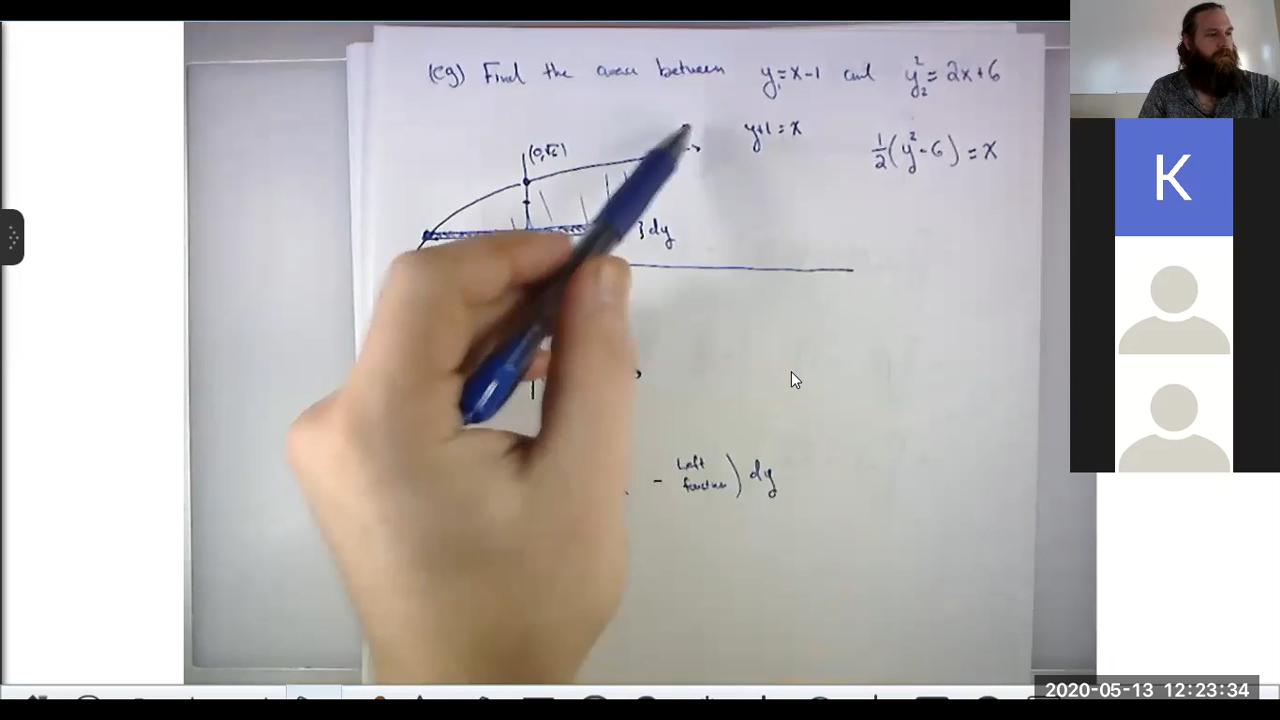 (eg) Find the area between y₁=x-1 and y₂²=2x+6
y+1=x
½(y²-6)=x
(0,√6)
}dy
- Left function ) dy
K
2020-05-13 12:23:34